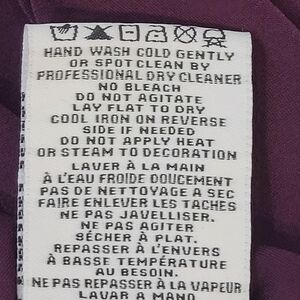 HAND WASH COLD GENTLY
OR SPOT CLEAN BY
PROFESSIONAL DRY CLEANER
NO BLEACH
DO NOT AGITATE
LAY FLAT TO DRY
COOL IRON ON REVERSE
SIDE IF NEEDED
DO NOT APPLY HEAT
OR STEAM TO DECORATION
LAVER À LA MAIN
À L'EAU FROIDE DOUCEMENT
PAS DE NETTOYAGE A SEC
FAIRE ENLEVER LES TACHES
NE PAS JAVELLISER.
NE PAS AGITER
SÉCHER À PLAT.
REPASSER À L'ENVERS
À BASSE TEMPÉRATURE
AU BESOIN.
NE PAS REPASSER À LA VAPEUR
LAVAR A MANO